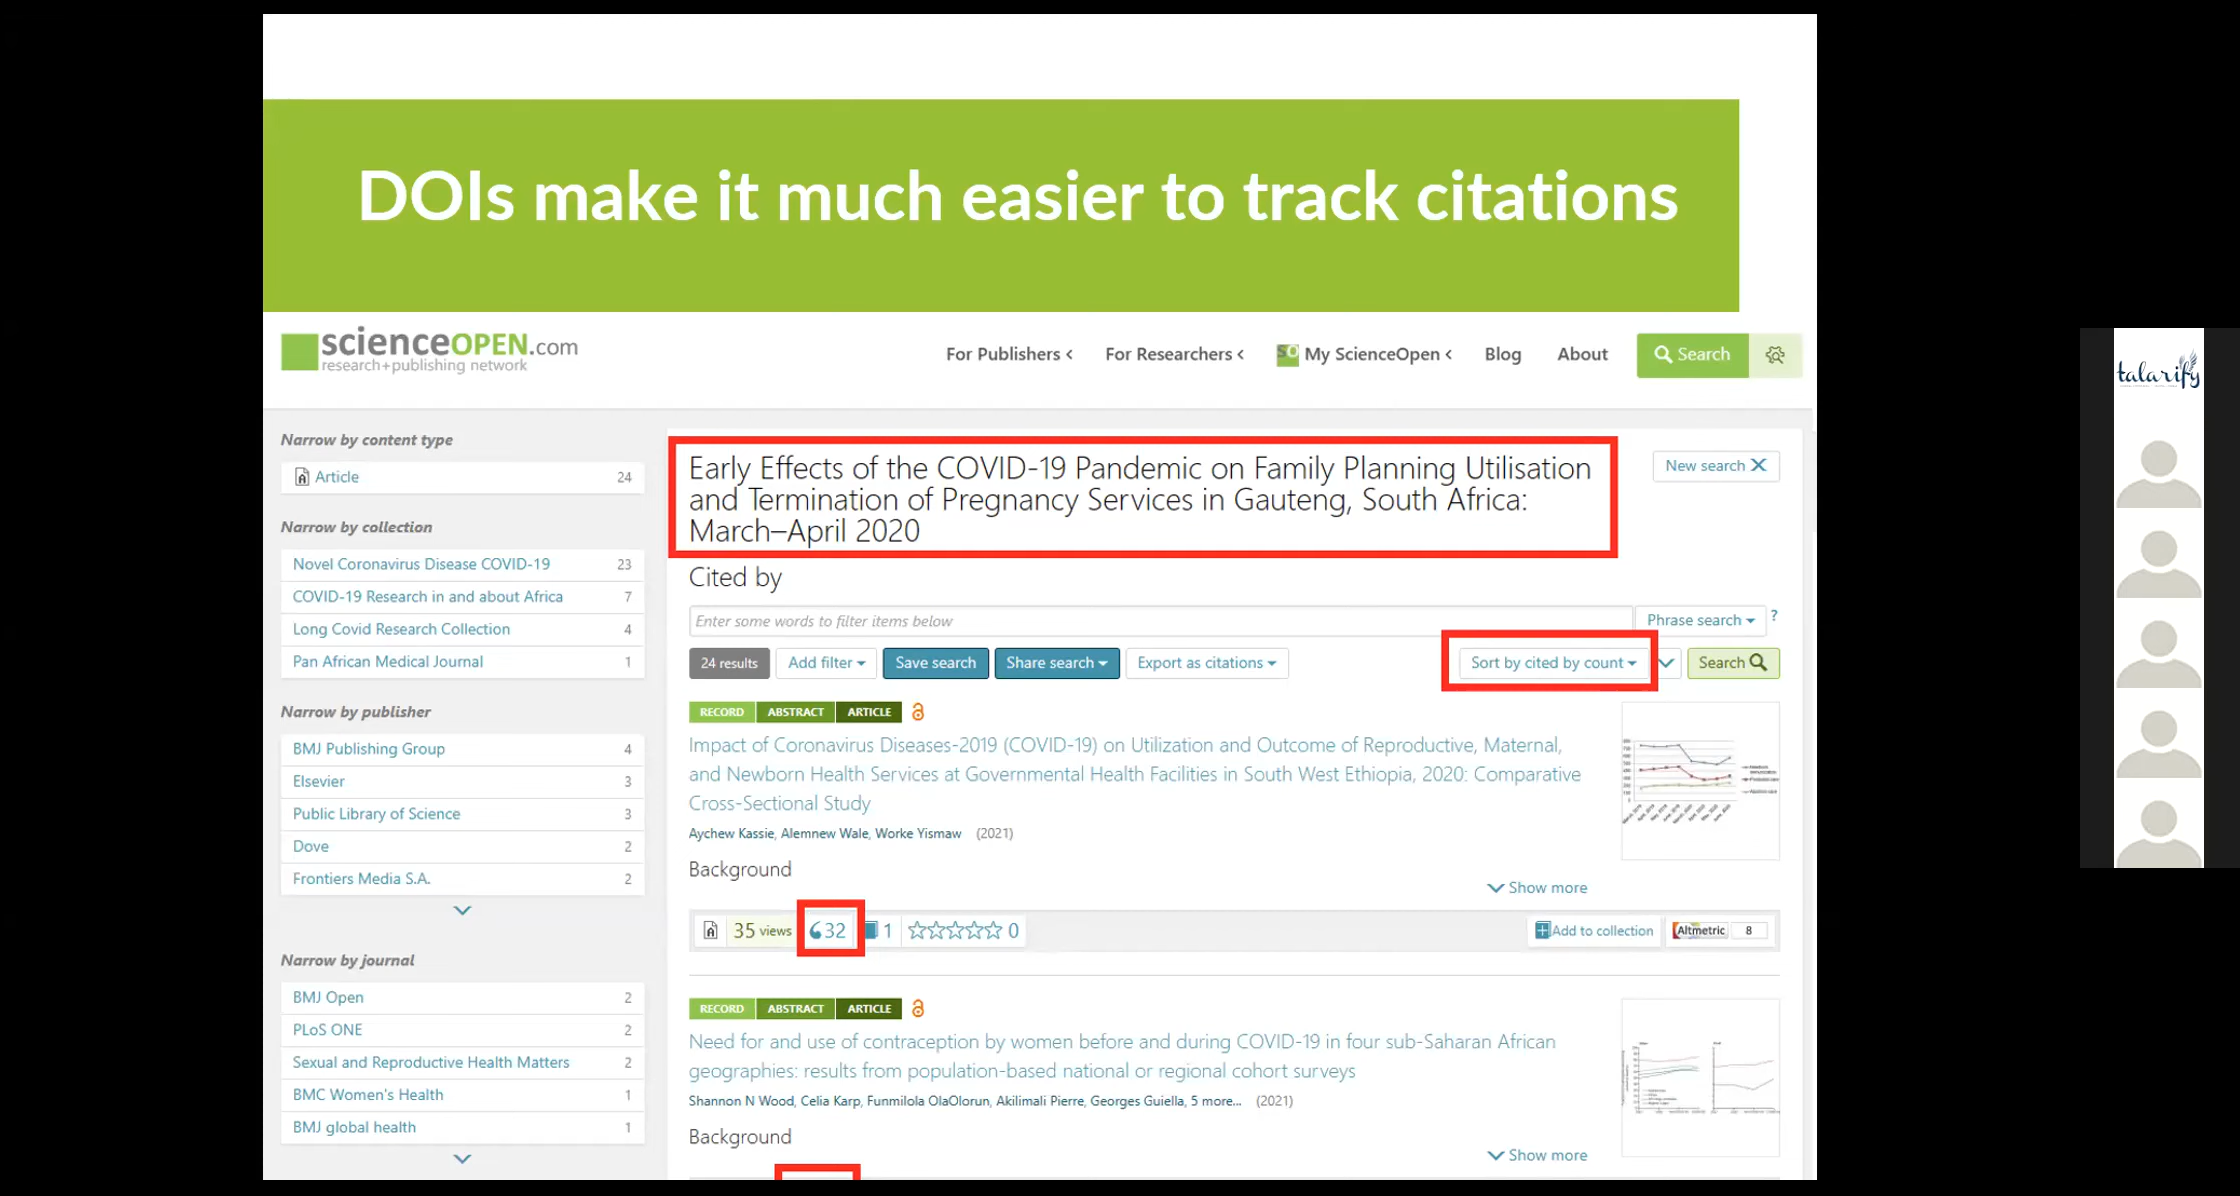 DOIs make it much easier to track citations
scienceOPEN.com
research+publishing network
For Publishers
For Researchers
My ScienceOpen
Blog
About
Search
talarify
Narrow by content type
Article 24
Narrow by collection
Novel Coronavirus Disease COVID-19 23
COVID-19 Research in and about Africa 7
Long Covid Research Collection 4
Pan African Medical Journal 1
Narrow by publisher
BMJ Publishing Group 4
Elsevier 3
Public Library of Science 3
Dove 2
Frontiers Media S.A. 2
Narrow by journal
BMJ Open 2
PLoS ONE 2
Sexual and Reproductive Health Matters 2
BMC Women's Health 1
BMJ global health 1
Early Effects of the COVID-19 Pandemic on Family Planning Utilisation
and Termination of Pregnancy Services in Gauteng, South Africa:
March–April 2020
New search
Cited by
Enter some words to filter items below
Phrase search
?
24 results
Add filter
Save search
Share search
Export as citations
Sort by cited by count
Search
RECORD ABSTRACT ARTICLE
Impact of Coronavirus Diseases-2019 (COVID-19) on Utilization and Outcome of Reproductive, Maternal,
and Newborn Health Services at Governmental Health Facilities in South West Ethiopia, 2020: Comparative
Cross-Sectional Study
Aychew Kassie, Alemnew Wale, Worke Yismaw (2021)
Background
Show more
35 views
32
1
0
Add to collection
Altmetric 8
RECORD ABSTRACT ARTICLE
Need for and use of contraception by women before and during COVID-19 in four sub-Saharan African
geographies: results from population-based national or regional cohort surveys
Shannon N Wood, Celia Karp, Funmilola OlaOlorun, Akilimali Pierre, Georges Guiella, 5 more... (2021)
Background
Show more